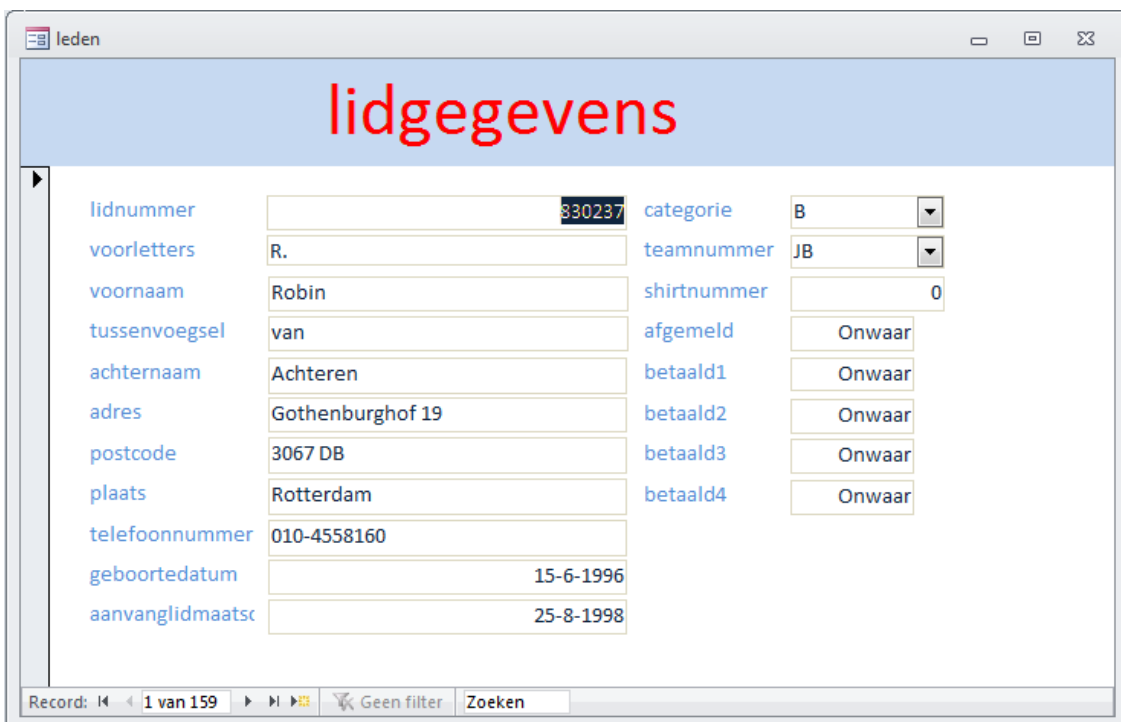 leden
lidgegevens
lidnummer 830237 categorie B
voorletters R. teamnummer JB
voornaam Robin shirtnummer 0
tussenvoegsel van afgemeld Onwaar
achternaam Achteren betaald1 Onwaar
adres Gothenburghof 19 betaald2 Onwaar
postcode 3067 DB betaald3 Onwaar
plaats Rotterdam betaald4 Onwaar
telefoonnummer 010-4558160
geboortedatum 15-6-1996
aanvanglidmaatsc 25-8-1998
Record: 1 van 159 Geen filter Zoeken